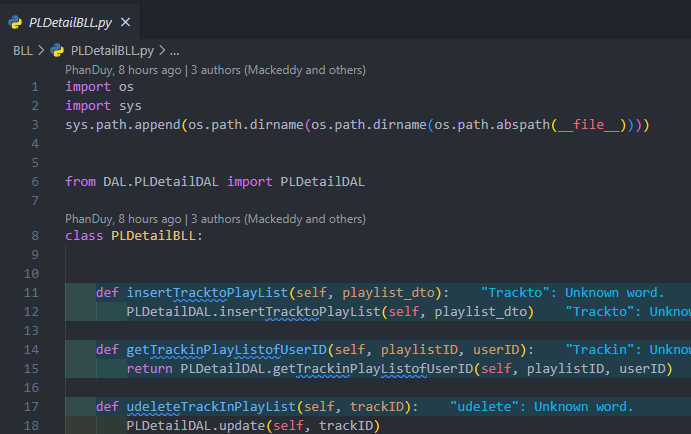 PLDetailBLL.py
BLL > PLDetailBLL.py > ...
PhanDuy, 8 hours ago | 3 authors (Mackeddy and others)
1 import os
2 import sys
3 sys.path.append(os.path.dirname(os.path.dirname(os.path.abspath(__file__))))
4
5
6 from DAL.PLDetailDAL import PLDetailDAL
7
PhanDuy, 8 hours ago | 3 authors (Mackeddy and others)
8 class PLDetailBLL:
9
10
11 def insertTracktoPlayList(self, playlist_dto): "Trackto": Unknown word.
12 PLDetailDAL.insertTracktoPlayList(self, playlist_dto) "Trackto": Unknow
13
14 def getTrackinPlayListofUserID(self, playlistID, userID): "Trackin": Unkno
15 return PLDetailDAL.getTrackinPlayListofUserID(self, playlistID, userID)
16
17 def udeleteTrackInPlayList(self, trackID): "udelete": Unknown word.
18 PLDetailDAL.update(self, trackID)